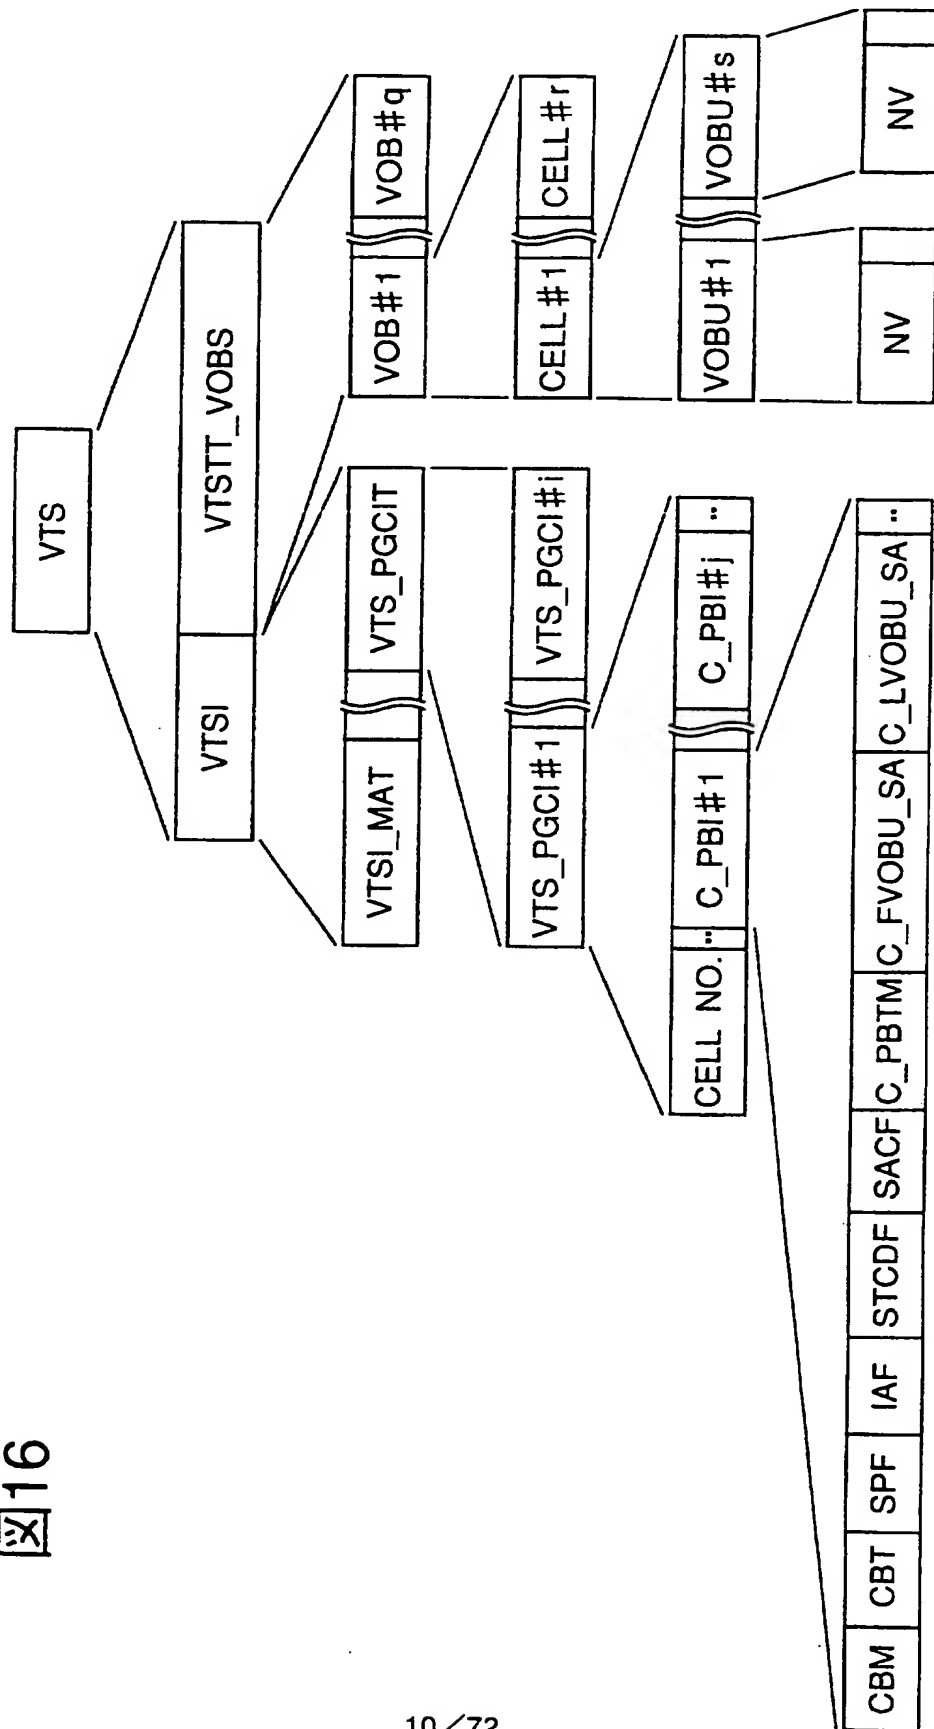 図16
VTS
VTSI VTSTT_VOBS
VTSI_MAT VTS_PGCIT VOB#1 VOB#q
VTS_PGCI#1 VTS_PGCI#i CELL#1 CELL#r
CELL NO. ‥ C_PBI#1 C_PBI#j ‥ VOBU#1 VOBU#s
CBM CBT SPF IAF STCDF SACF C_PBTM C_FVOBU_SA C_LVOBU_SA ‥ NV NV
10/72